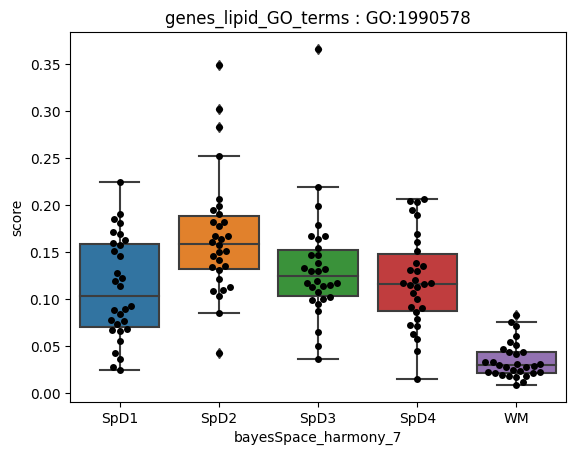 genes_lipid_GO_terms : GO:1990578
0.35
0.30
0.25
0.20
0.15
0.10
0.05
0.00
score
SpD1 SpD2 SpD3 SpD4 WM
bayesSpace_harmony_7